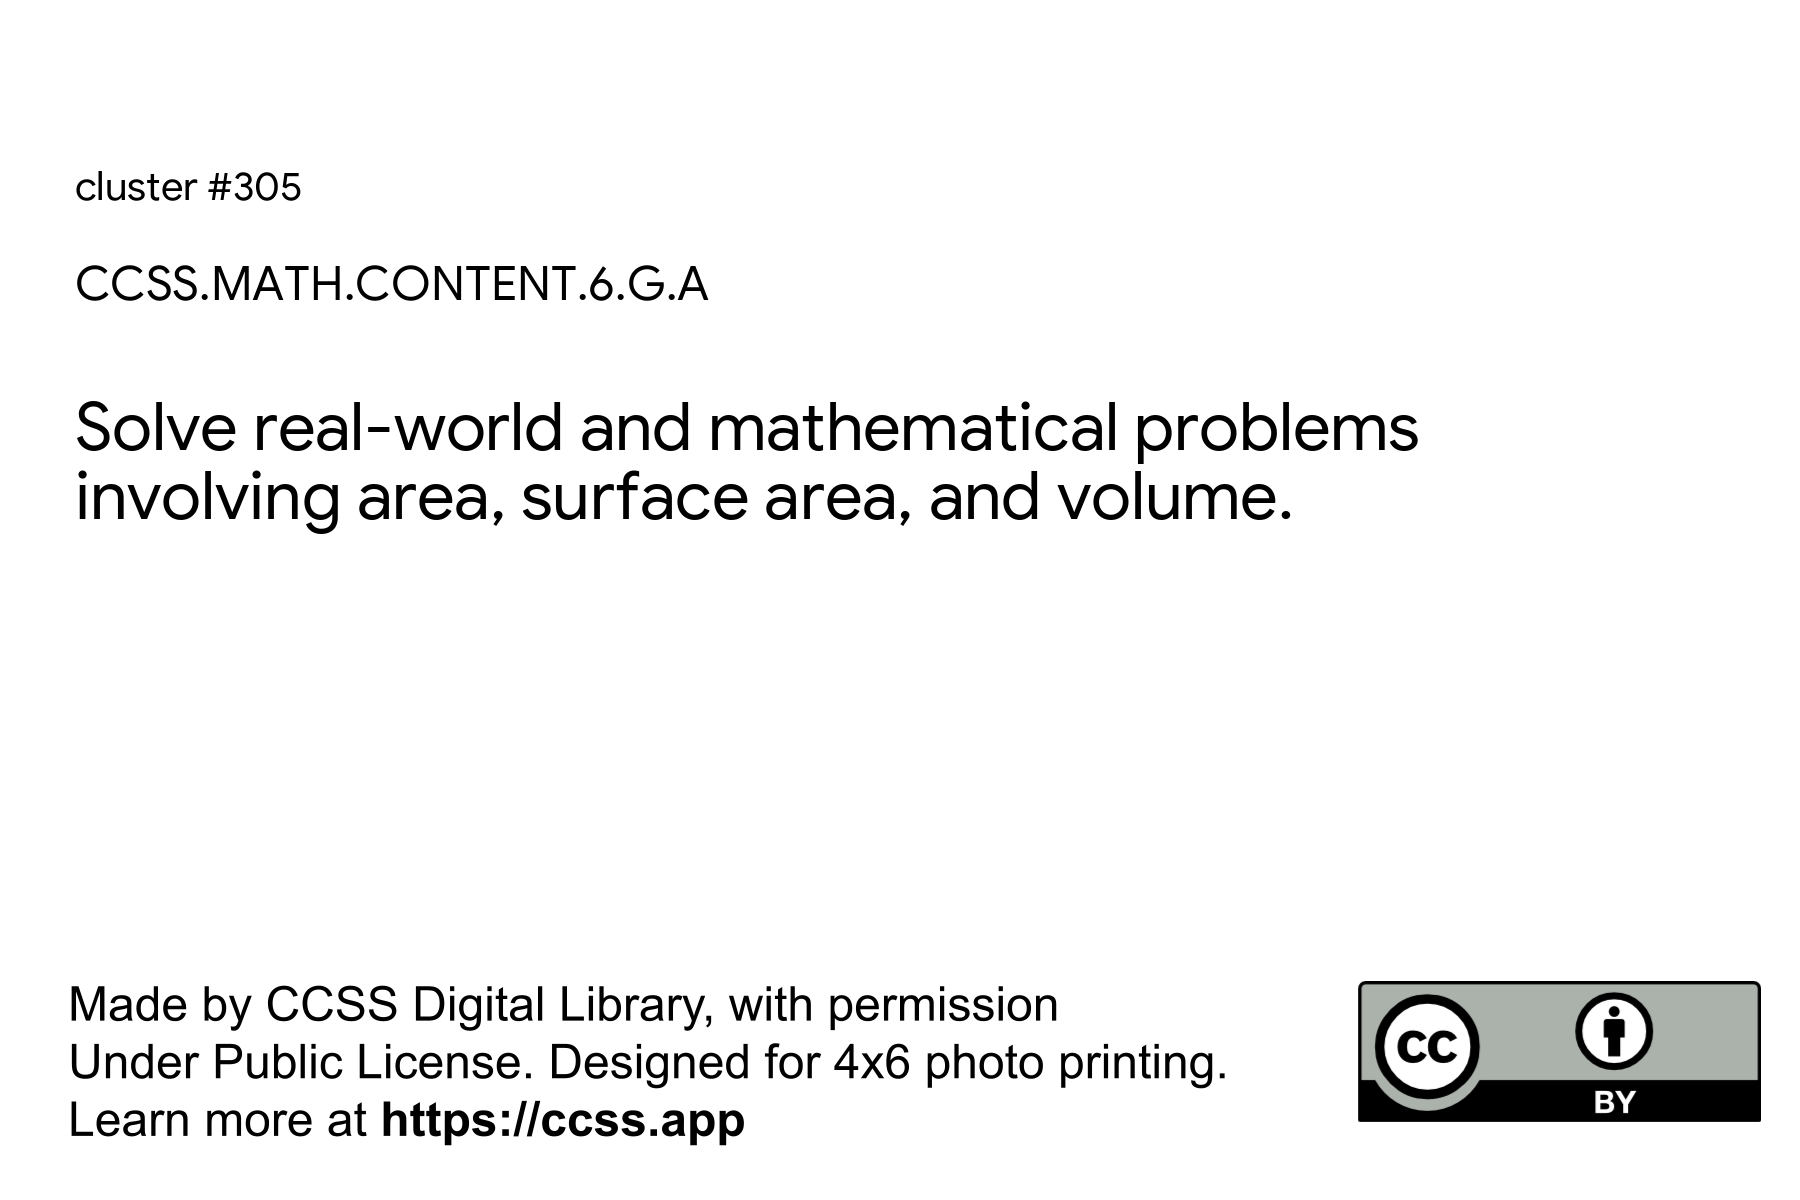 cluster #305
CCSS.MATH.CONTENT.6.G.A
Solve real-world and mathematical problems
involving area, surface area, and volume.
Made by CCSS Digital Library, with permission
Under Public License. Designed for 4x6 photo printing.
Learn more at https://ccss.app
CC
BY